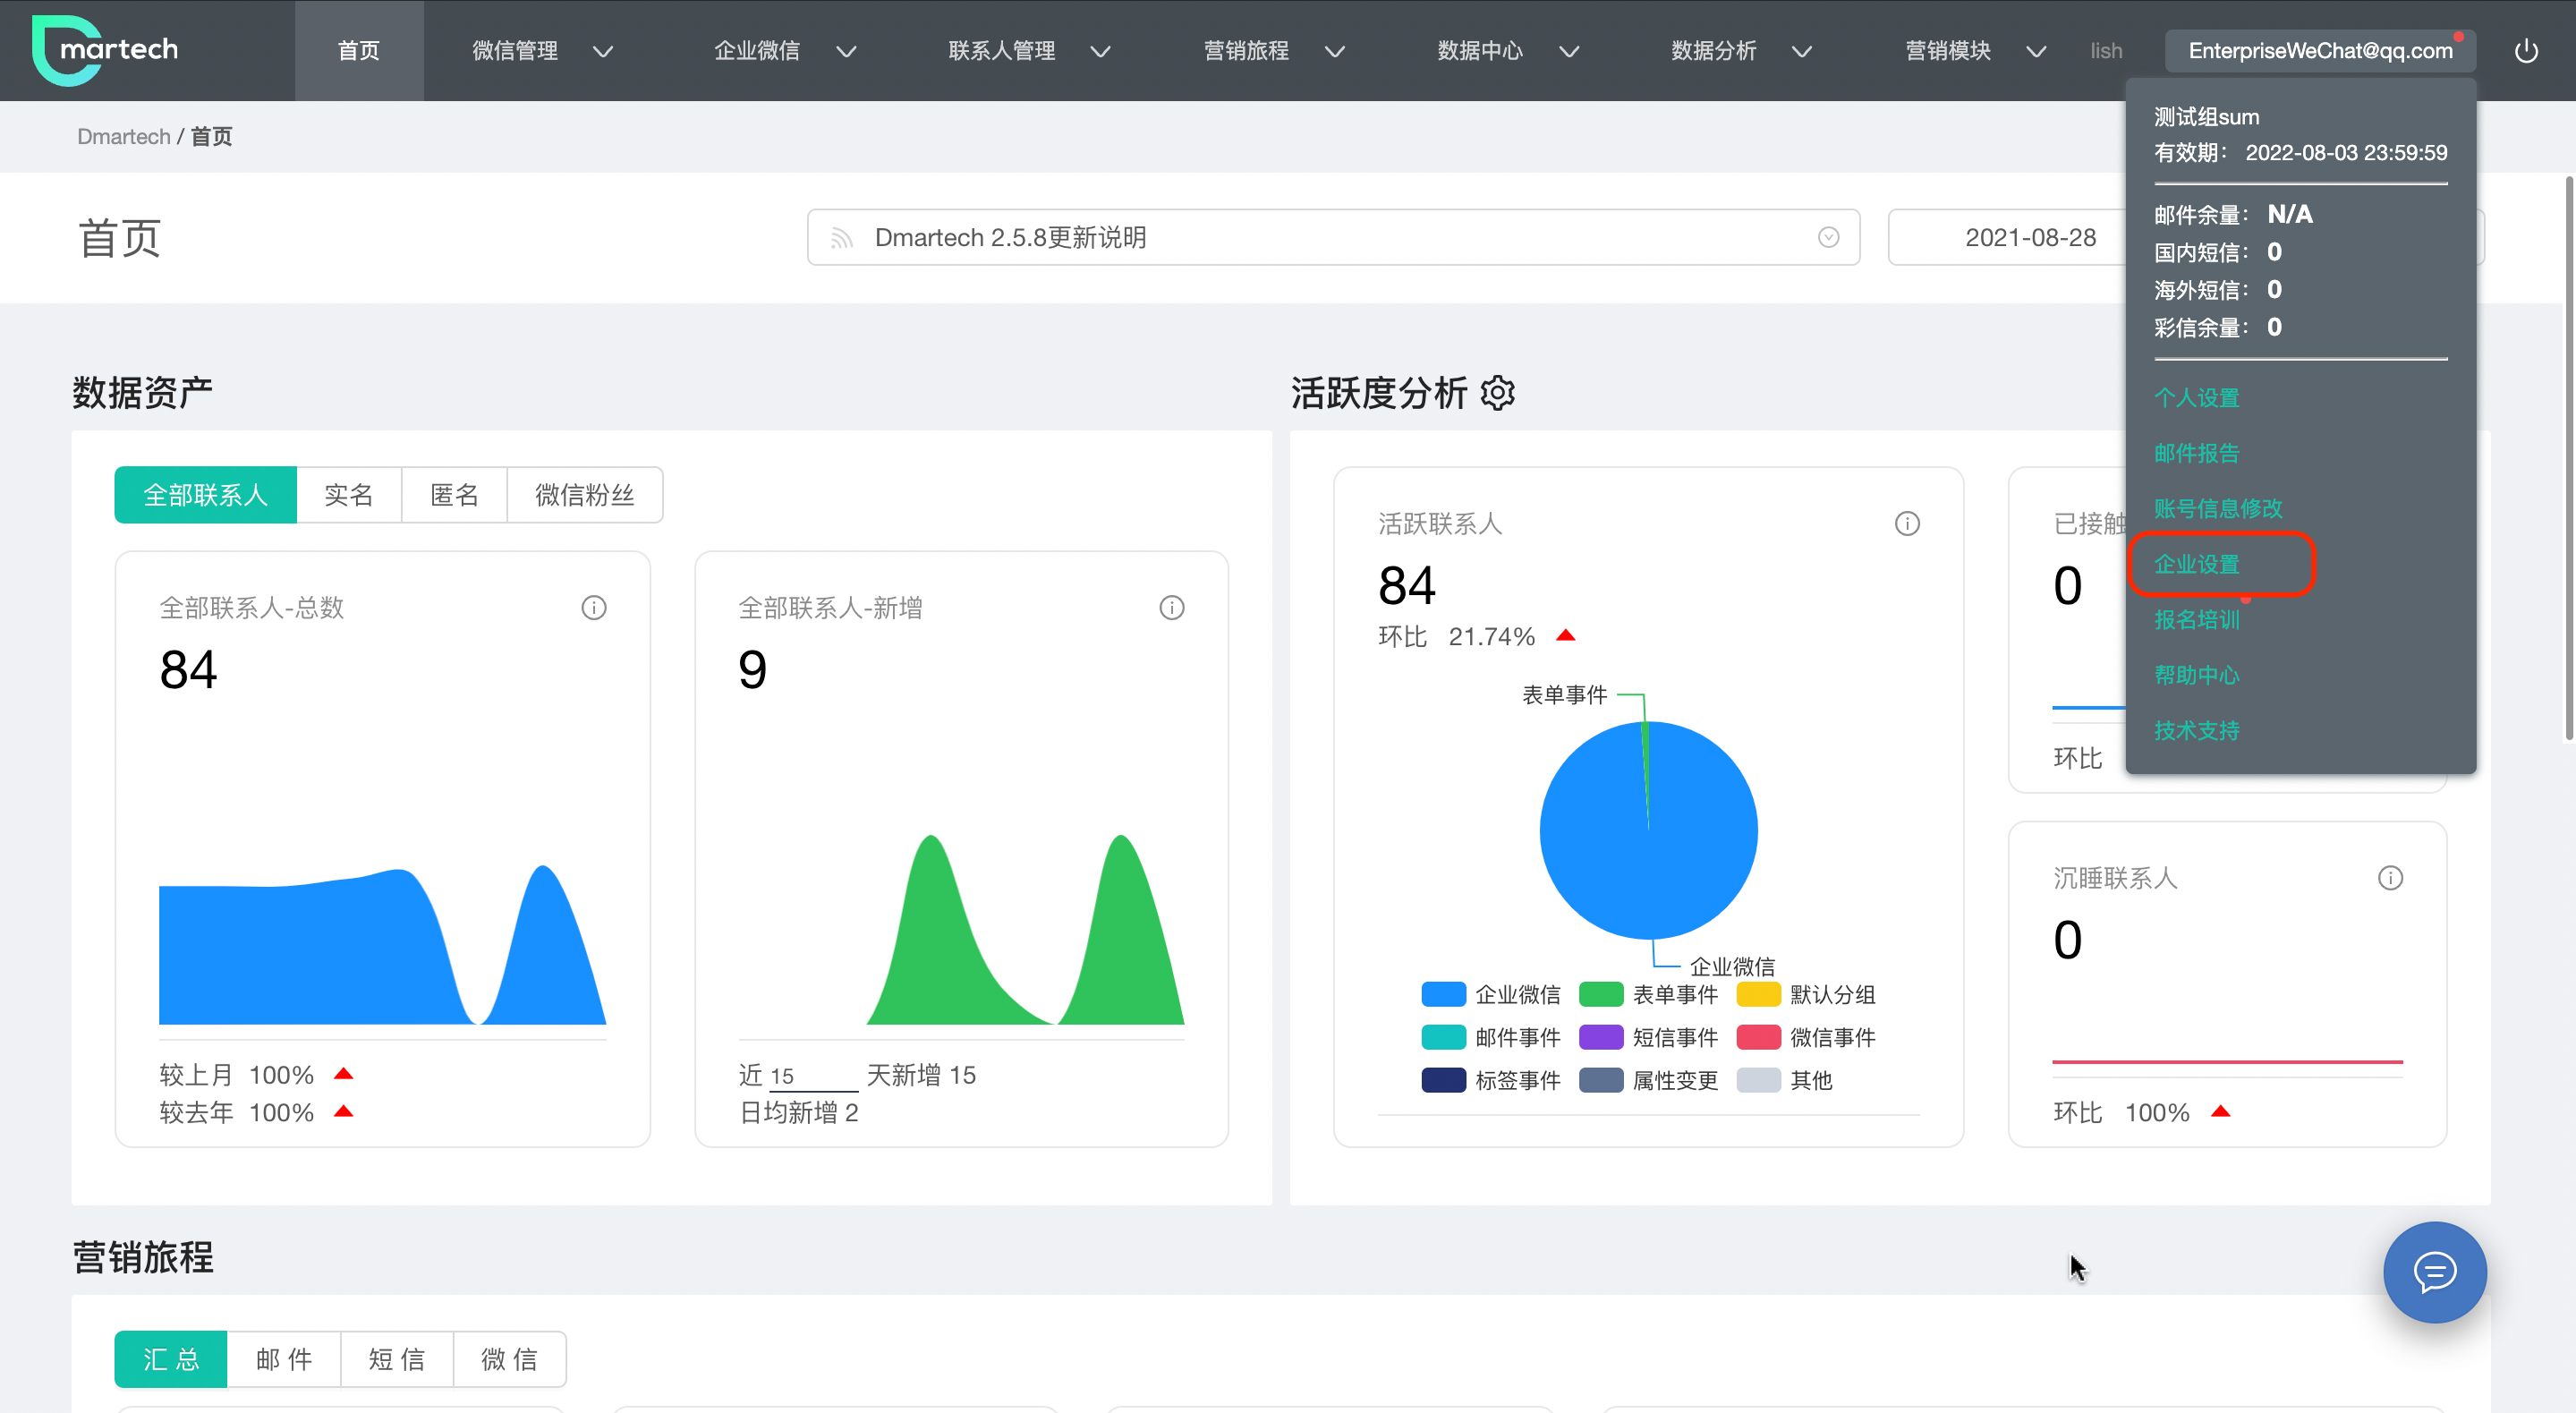 martech
首页
微信管理
企业微信
联系人管理
营销旅程
数据中心
数据分析
营销模块
lish
EnterpriseWeChat@qq.com
Dmartech / 首页
测试组sum
有效期： 2022-08-03 23:59:59
邮件余量： N/A
国内短信： 0
海外短信： 0
彩信余量： 0
个人设置
邮件报告
账号信息修改
企业设置
报名培训
帮助中心
技术支持
首页
Dmartech 2.5.8更新说明
2021-08-28
数据资产
全部联系人
实名
匿名
微信粉丝
全部联系人-总数
84
较上月 100%
较去年 100%
全部联系人-新增
9
近 15 天新增 15
日均新增 2
活跃度分析
活跃联系人
84
环比 21.74%
表单事件
企业微信
企业微信 表单事件 默认分组
邮件事件 短信事件 微信事件
标签事件 属性变更 其他
已接触
0
环比
沉睡联系人
0
环比 100%
营销旅程
汇总
邮件
短信
微信